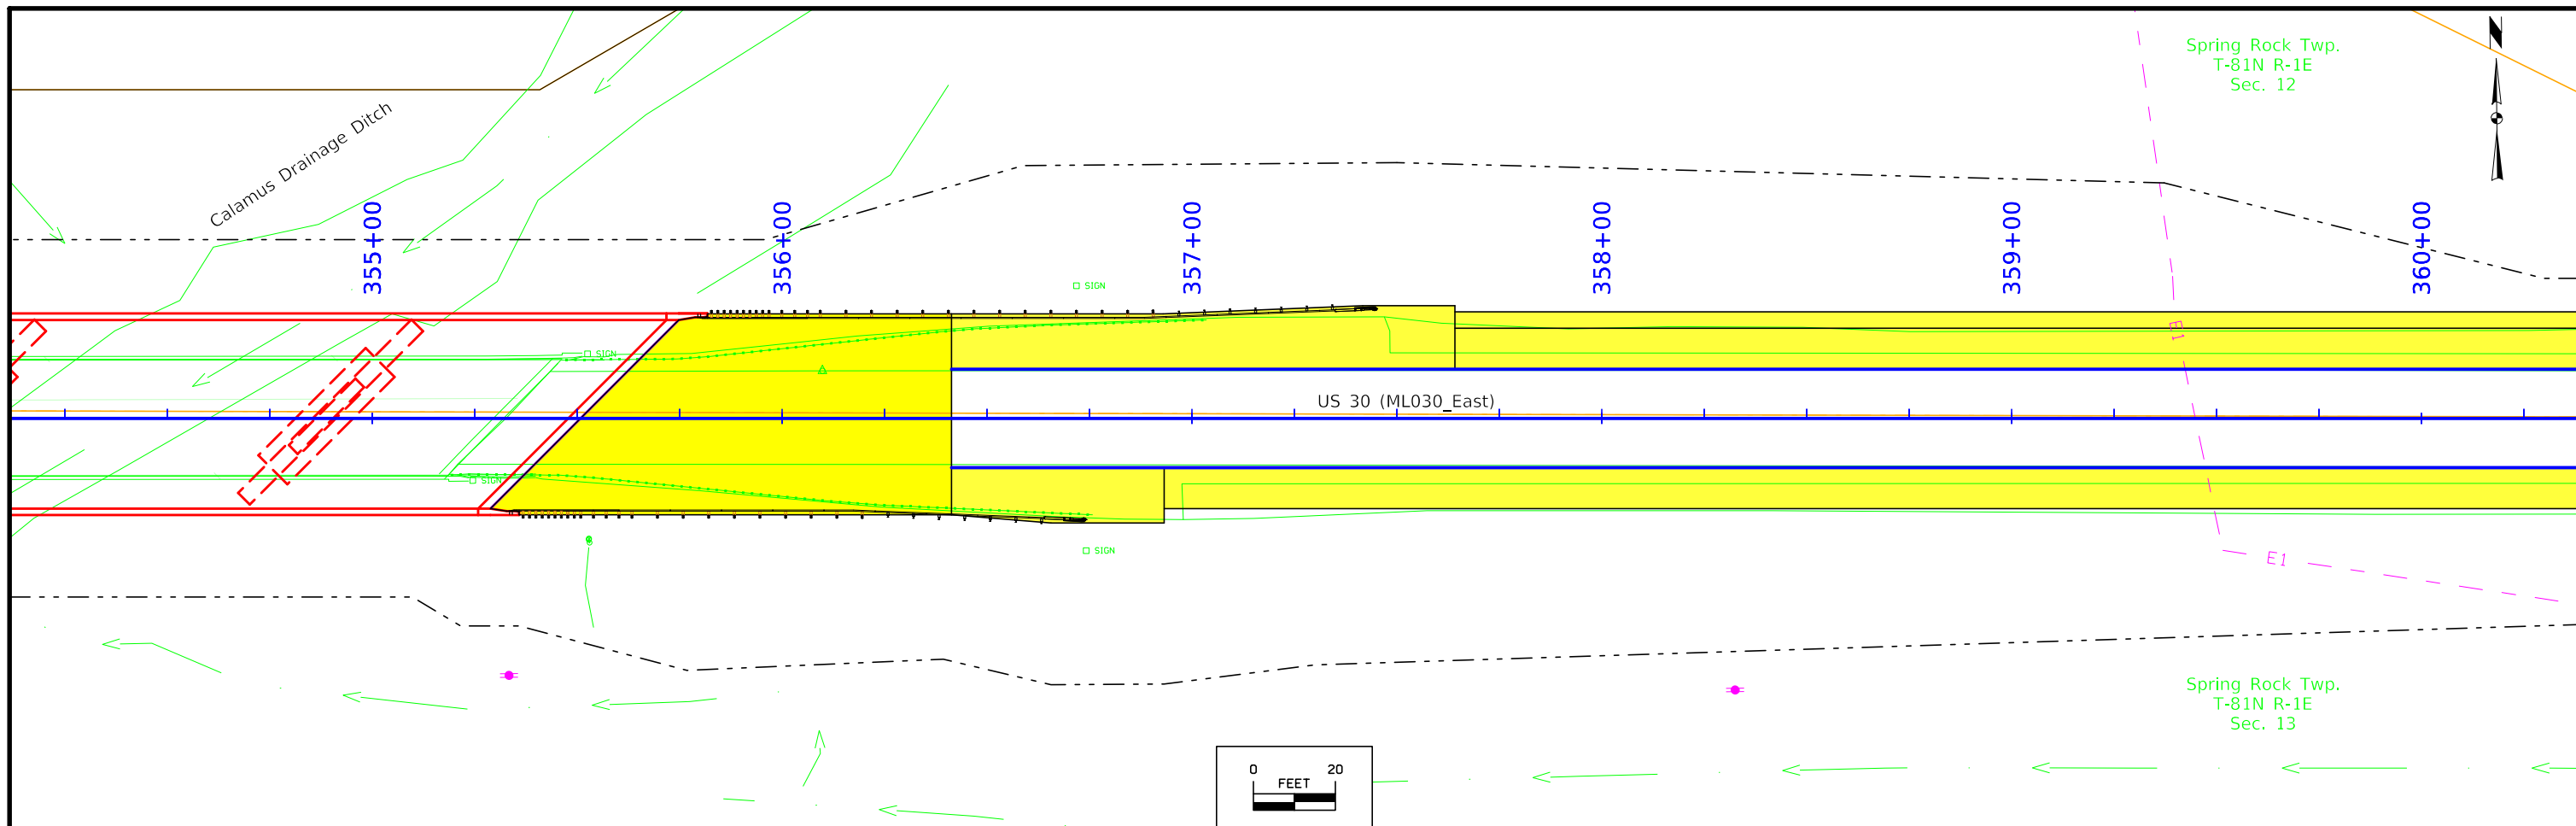 Spring Rock Twp.
T-81N R-1E
Sec. 12
N
Calamus Drainage Ditch
355+00
356+00
357+00
358+00
359+00
360+00
SIGN
SIGN
E1
US 30 (ML030_East)
SIGN
SIGN
E1
Spring Rock Twp.
T-81N R-1E
Sec. 13
0 20
FEET